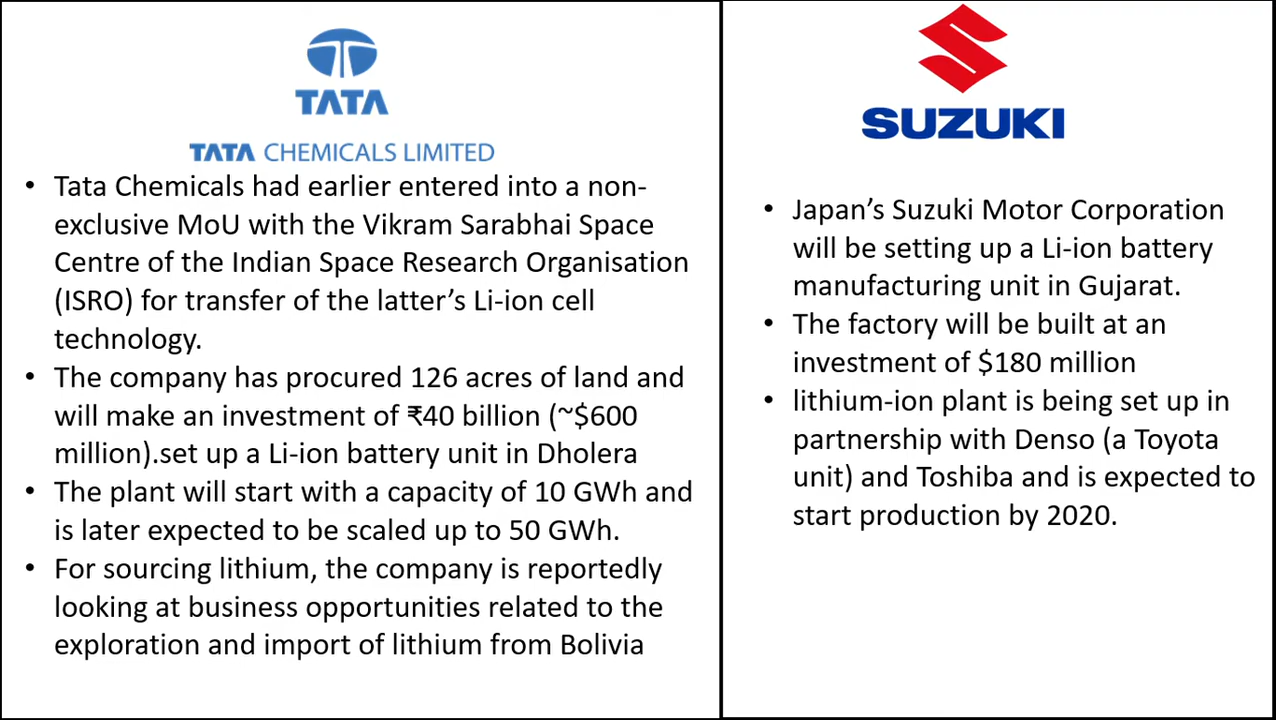 TATA
TATA CHEMICALS LIMITED
• Tata Chemicals had earlier entered into a non-
exclusive MoU with the Vikram Sarabhai Space
Centre of the Indian Space Research Organisation
(ISRO) for transfer of the latter’s Li-ion cell
technology.
• The company has procured 126 acres of land and
will make an investment of ₹40 billion (~$600
million).set up a Li-ion battery unit in Dholera
• The plant will start with a capacity of 10 GWh and
is later expected to be scaled up to 50 GWh.
• For sourcing lithium, the company is reportedly
looking at business opportunities related to the
exploration and import of lithium from Bolivia
SUZUKI
• Japan’s Suzuki Motor Corporation
will be setting up a Li-ion battery
manufacturing unit in Gujarat.
• The factory will be built at an
investment of $180 million
• lithium-ion plant is being set up in
partnership with Denso (a Toyota
unit) and Toshiba and is expected to
start production by 2020.